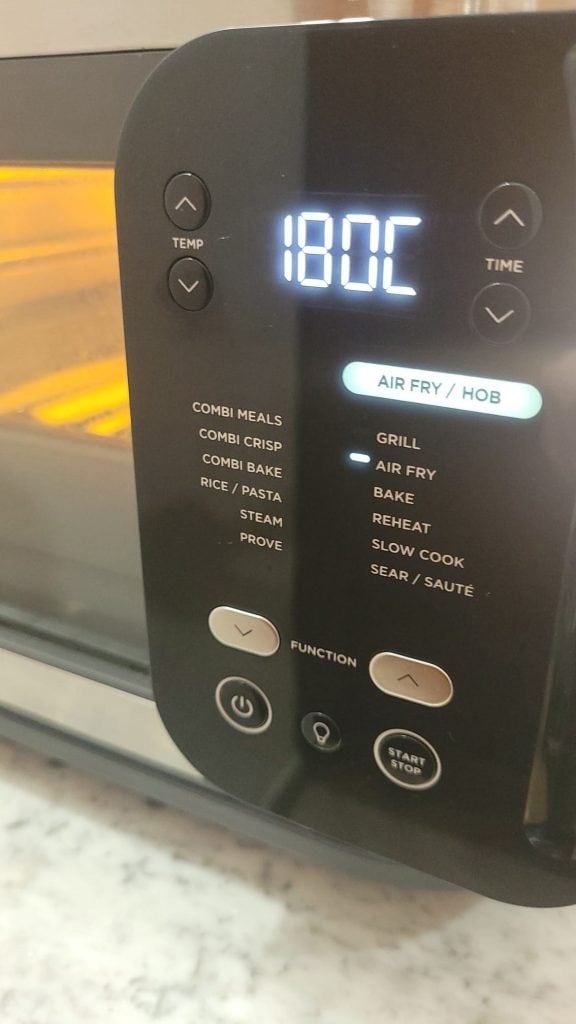 180C
TEMP
TIME
AIR FRY / HOB
COMBI MEALS
COMBI CRISP
COMBI BAKE
RICE / PASTA
STEAM
PROVE
GRILL
AIR FRY
BAKE
REHEAT
SLOW COOK
SEAR / SAUTÉ
FUNCTION
START
STOP